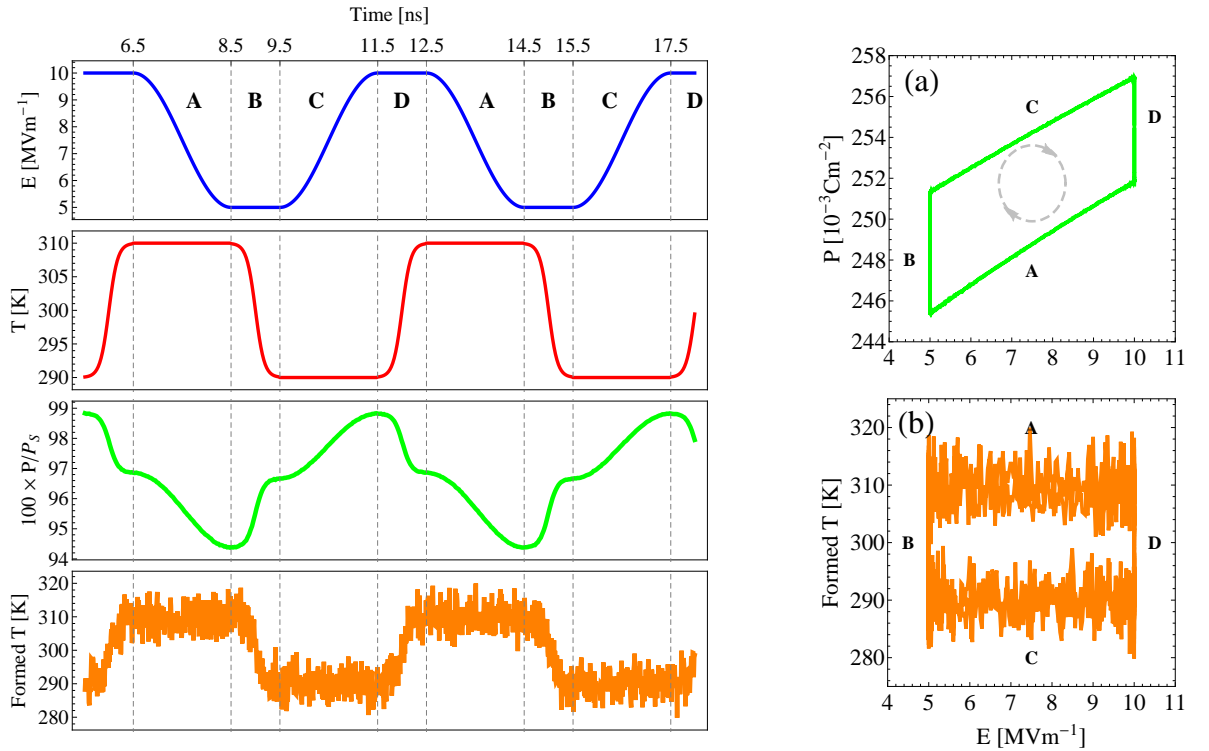 Time [ns]
6.5 8.5 9.5 11.5 12.5 14.5 15.5 17.5
E [MVm⁻¹]
10
9
8
7
6
5
A B C D A B C D
T [K]
310
305
300
295
290
100 × P/P_S
99
98
97
96
95
94
Formed T [K]
320
310
300
290
280
(a)
P [10⁻³Cm⁻²]
258
256
254
252
250
248
246
244
C
D
B
A
4 5 6 7 8 9 10 11
(b)
Formed T [K]
320
310
300
290
280
A
B
D
C
4 5 6 7 8 9 10 11
E [MVm⁻¹]